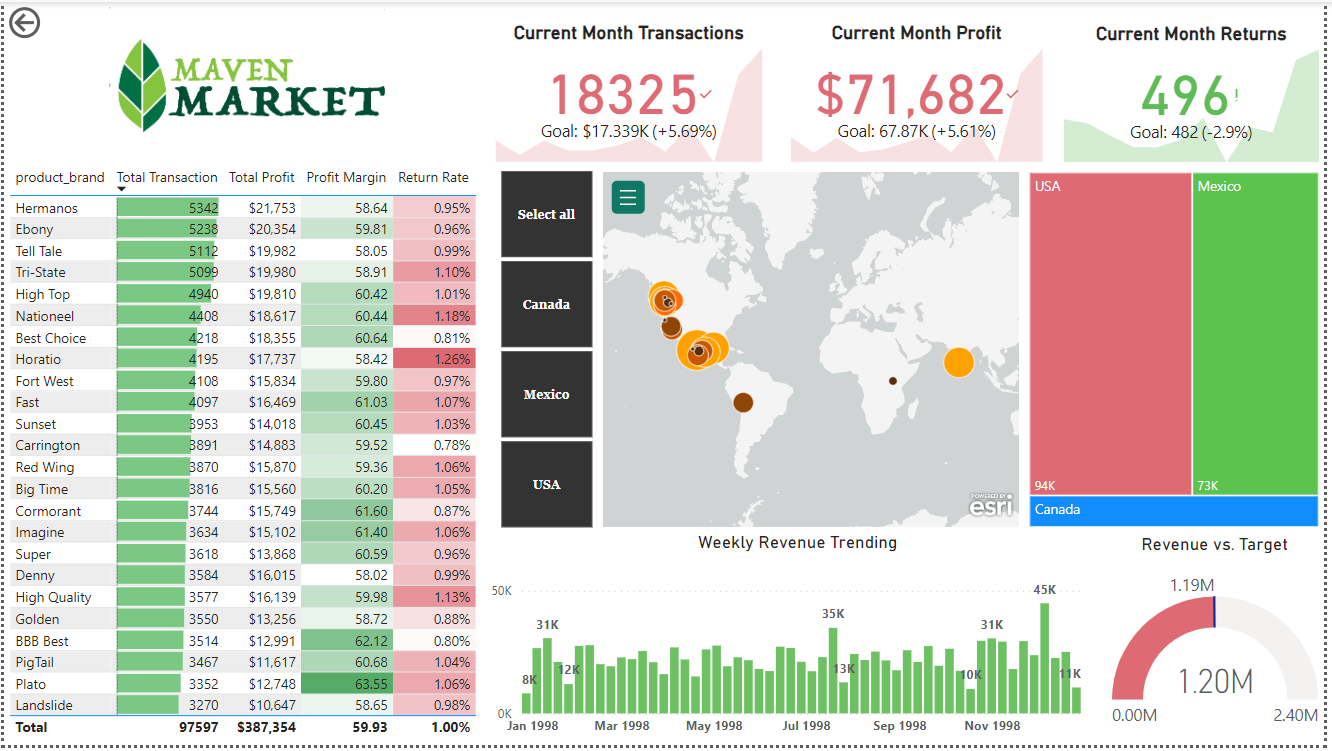 MAVEN
MARKET
Current Month Transactions
18325
Goal: $17.339K (+5.69%)
Current Month Profit
$71,682
Goal: 67.87K (+5.61%)
Current Month Returns
496!
Goal: 482 (-2.9%)
product_brand Total Transaction Total Profit Profit Margin Return Rate
Hermanos 5342 $21,753 58.64 0.95%
Ebony 5238 $20,354 59.81 0.96%
Tell Tale 5112 $19,982 58.05 0.99%
Tri-State 5099 $19,980 58.91 1.10%
High Top 4940 $19,810 60.42 1.01%
Nationeel 4408 $18,617 60.44 1.18%
Best Choice 4218 $18,355 60.64 0.81%
Horatio 4195 $17,737 58.42 1.26%
Fort West 4108 $15,834 59.80 0.97%
Fast 4097 $16,469 61.03 1.07%
Sunset 3953 $14,018 60.45 1.03%
Carrington 3891 $14,883 59.52 0.78%
Red Wing 3870 $15,870 59.36 1.06%
Big Time 3816 $15,560 60.20 1.05%
Cormorant 3744 $15,749 61.60 0.87%
Imagine 3634 $15,102 61.40 1.06%
Super 3618 $13,868 60.59 0.96%
Denny 3584 $16,015 58.02 0.99%
High Quality 3577 $16,139 59.98 1.13%
Golden 3550 $13,256 58.72 0.88%
BBB Best 3514 $12,991 62.12 0.80%
PigTail 3467 $11,617 60.68 1.04%
Plato 3352 $12,748 63.55 1.06%
Landslide 3270 $10,647 58.65 0.98%
Total 97597 $387,354 59.93 1.00%
Select all
Canada
Mexico
USA
POWERED BY
esri
USA
94K
Mexico
73K
Canada
Weekly Revenue Trending
50K
0K
8K
31K
12K
35K
13K
10K
31K
45K
11K
Jan 1998 Mar 1998 May 1998 Jul 1998 Sep 1998 Nov 1998
Revenue vs. Target
1.19M
1.20M
0.00M 2.40M